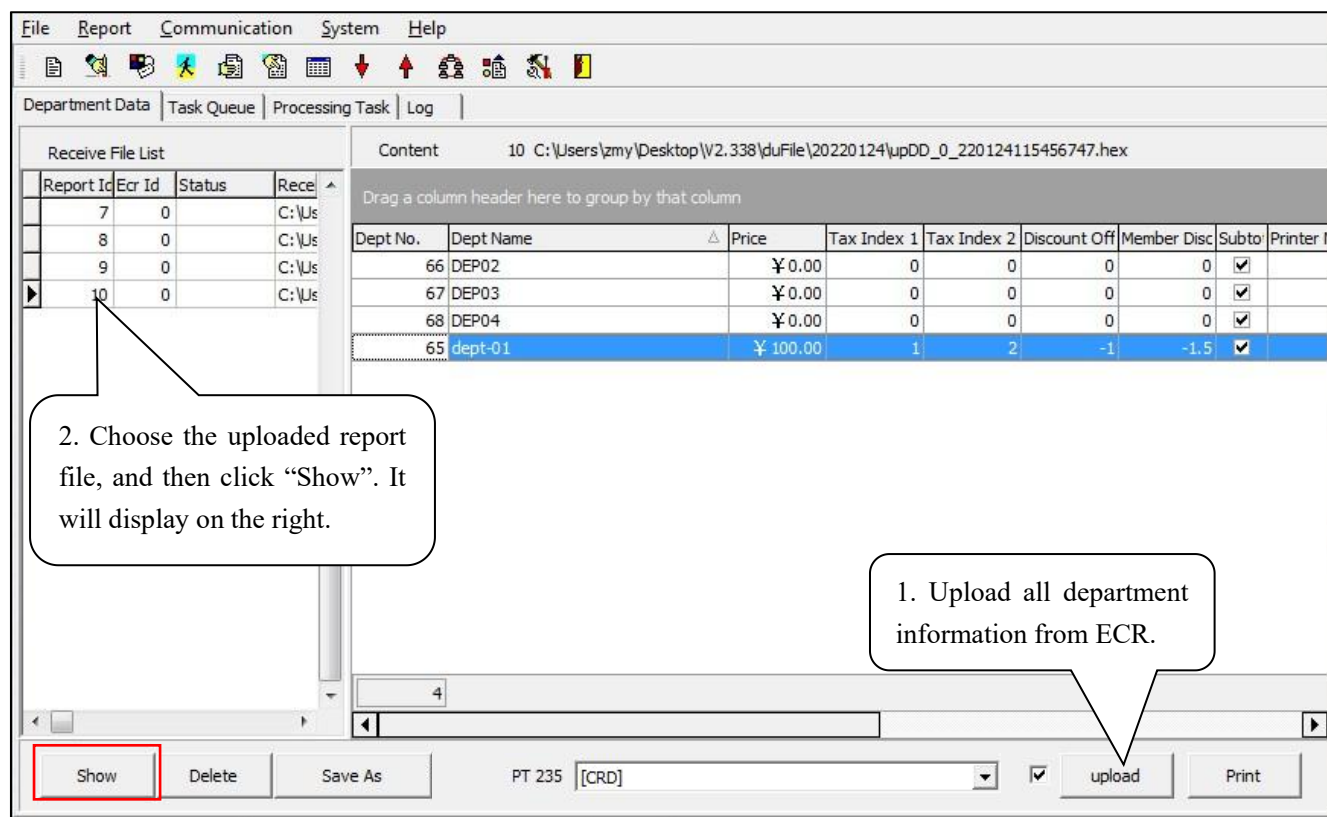 File Report Communication System Help
Department Data Task Queue Processing Task Log
Receive File List
Content 10 C:\Users\zmy\Desktop\V2.338\duFile\20220124\upDD_0_220124115456747.hex
Report Id Ecr Id Status Recei
7 0 C:\Us
8 0 C:\Us
9 0 C:\Us
10 0 C:\Us
Drag a column header here to group by that column
Dept No. Dept Name Price Tax Index 1 Tax Index 2 Discount Off Member Disc Subto Printer
66 DEP02 ¥0.00 0 0 0 0
67 DEP03 ¥0.00 0 0 0 0
68 DEP04 ¥0.00 0 0 0 0
65 dept-01 ¥ 100.00 1 2 -1 -1.5
2. Choose the uploaded report
file, and then click “Show”. It
will display on the right.
1. Upload all department
information from ECR.
4
Show Delete Save As PT 235 [CRD] upload Print